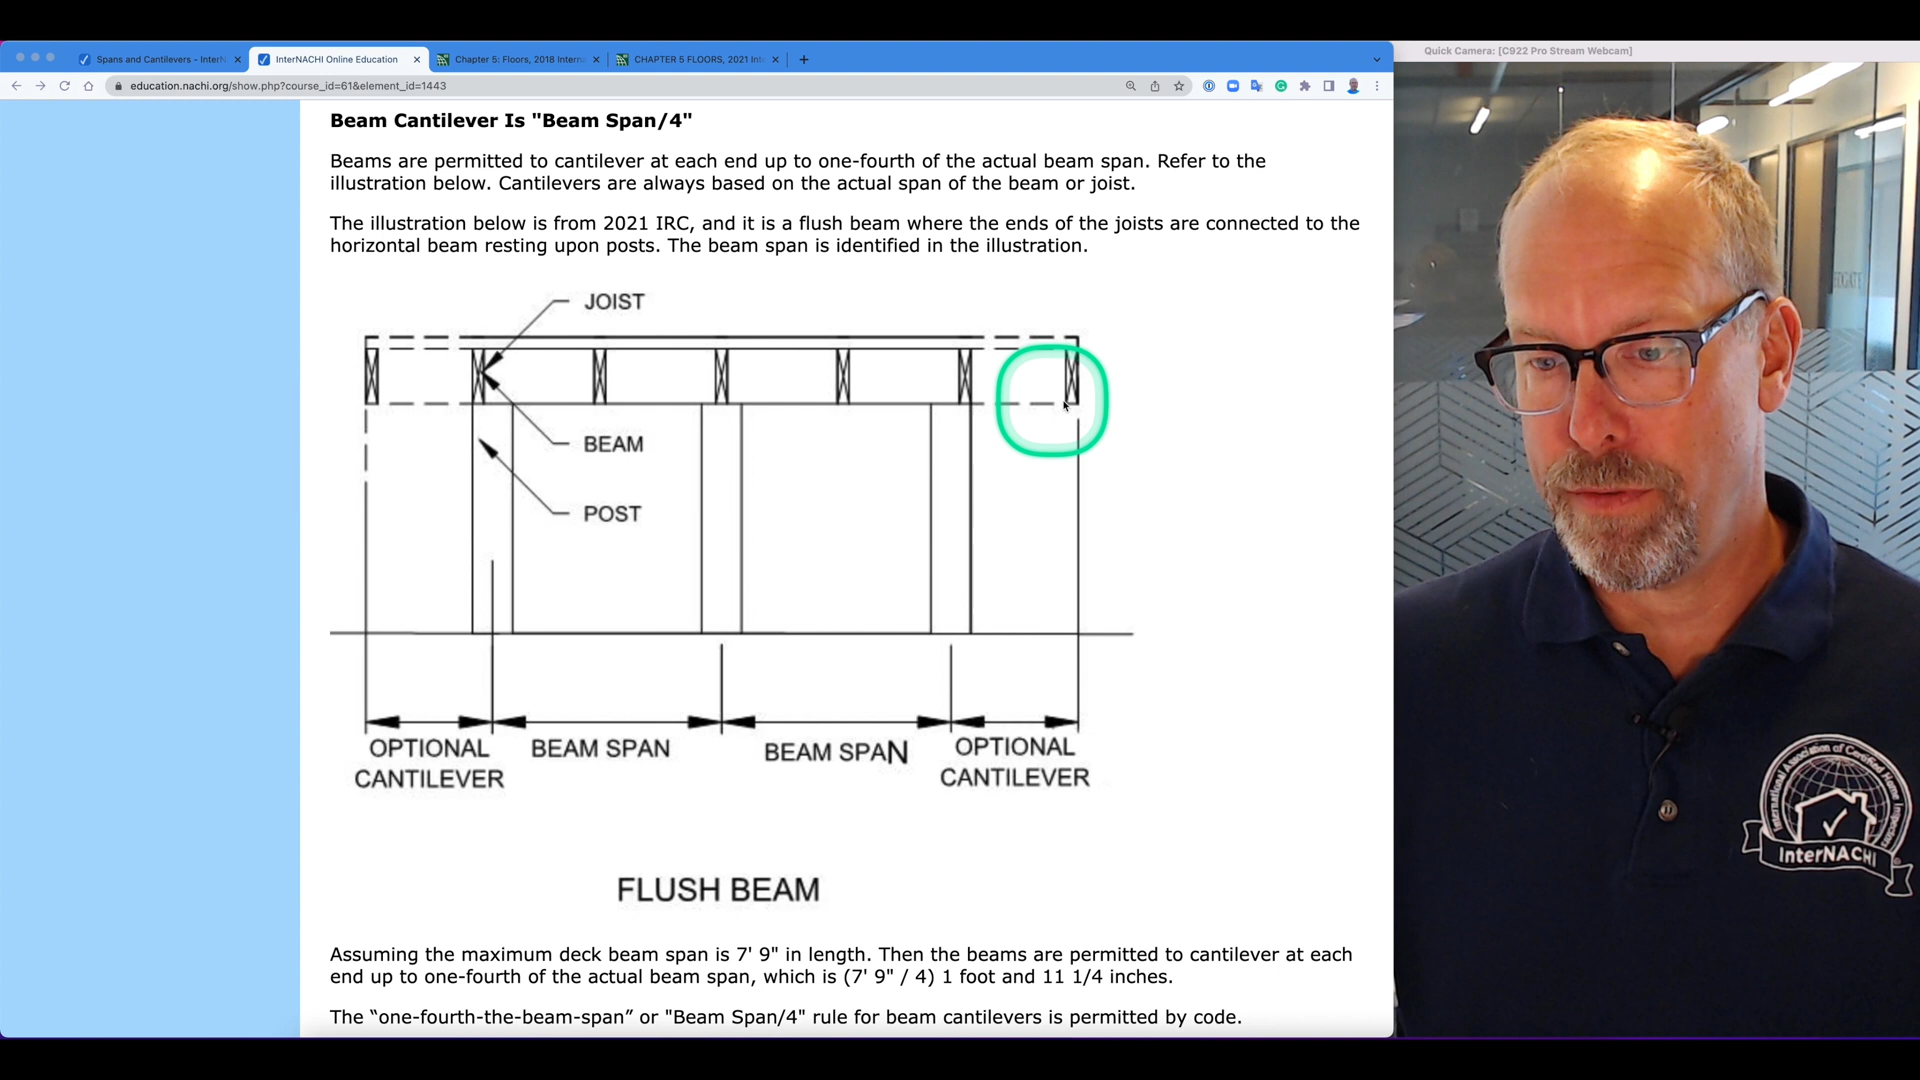 Quick Camera: [C922 Pro Stream Webcam]
Spans and Cantilevers - InterN
InterNACHI Online Education
Chapter 5: Floors, 2018 Interna
CHAPTER 5 FLOORS, 2021 Inte
education.nachi.org/show.php?course_id=61&element_id=1443
Beam Cantilever Is "Beam Span/4"
Beams are permitted to cantilever at each end up to one-fourth of the actual beam span. Refer to the
illustration below. Cantilevers are always based on the actual span of the beam or joist.
The illustration below is from 2021 IRC, and it is a flush beam where the ends of the joists are connected to the
horizontal beam resting upon posts. The beam span is identified in the illustration.
JOIST
BEAM
POST
OPTIONAL
CANTILEVER
BEAM SPAN
BEAM SPAN
OPTIONAL
CANTILEVER
FLUSH BEAM
Assuming the maximum deck beam span is 7' 9" in length. Then the beams are permitted to cantilever at each
end up to one-fourth of the actual beam span, which is (7' 9" / 4) 1 foot and 11 1/4 inches.
The “one-fourth-the-beam-span” or "Beam Span/4" rule for beam cantilevers is permitted by code.
International Association of Certified Home Inspectors
InterNACHI